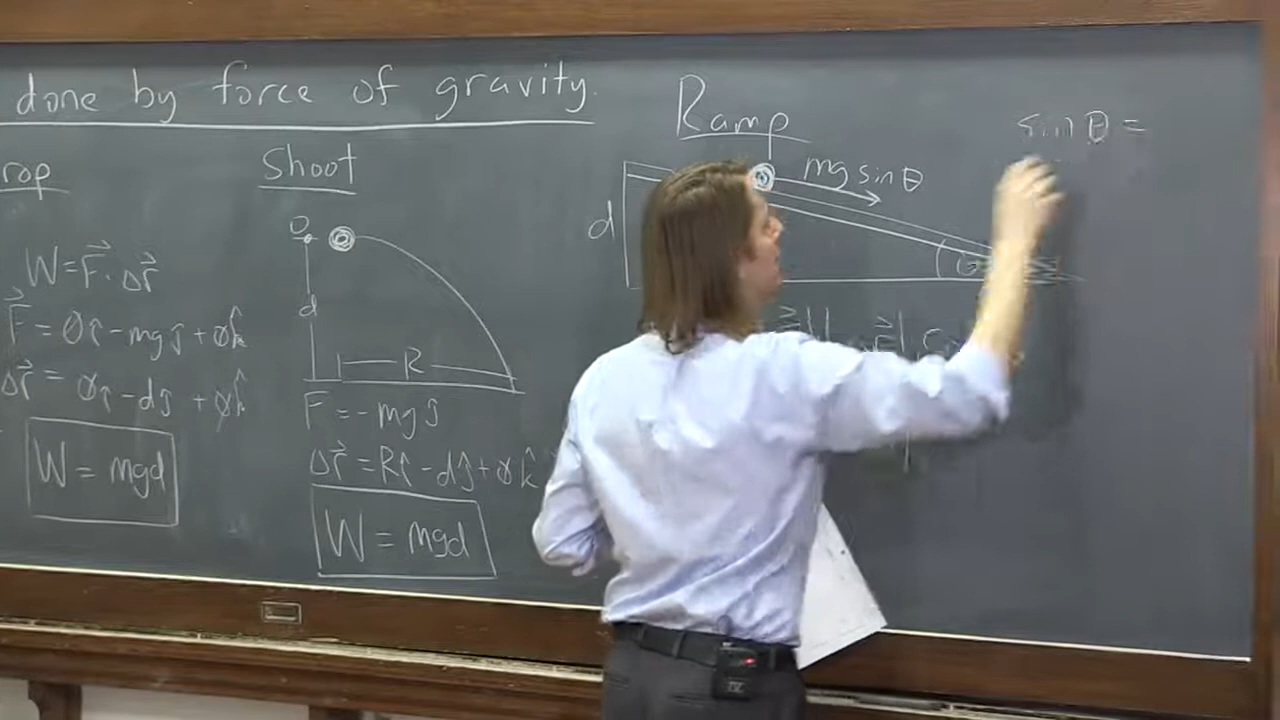 done by force of gravity.
rop
W = F⃗ · Δr⃗
F⃗ = 0î - mgĵ + 0k̂
Δr⃗ = 0î - dĵ + 0k̂
W = mgd
Shoot
0
d
R
F = -mgĵ
Δr⃗ = Rî - dĵ + 0k̂
W = mgd
Ramp
mg sin θ
d
sin θ =